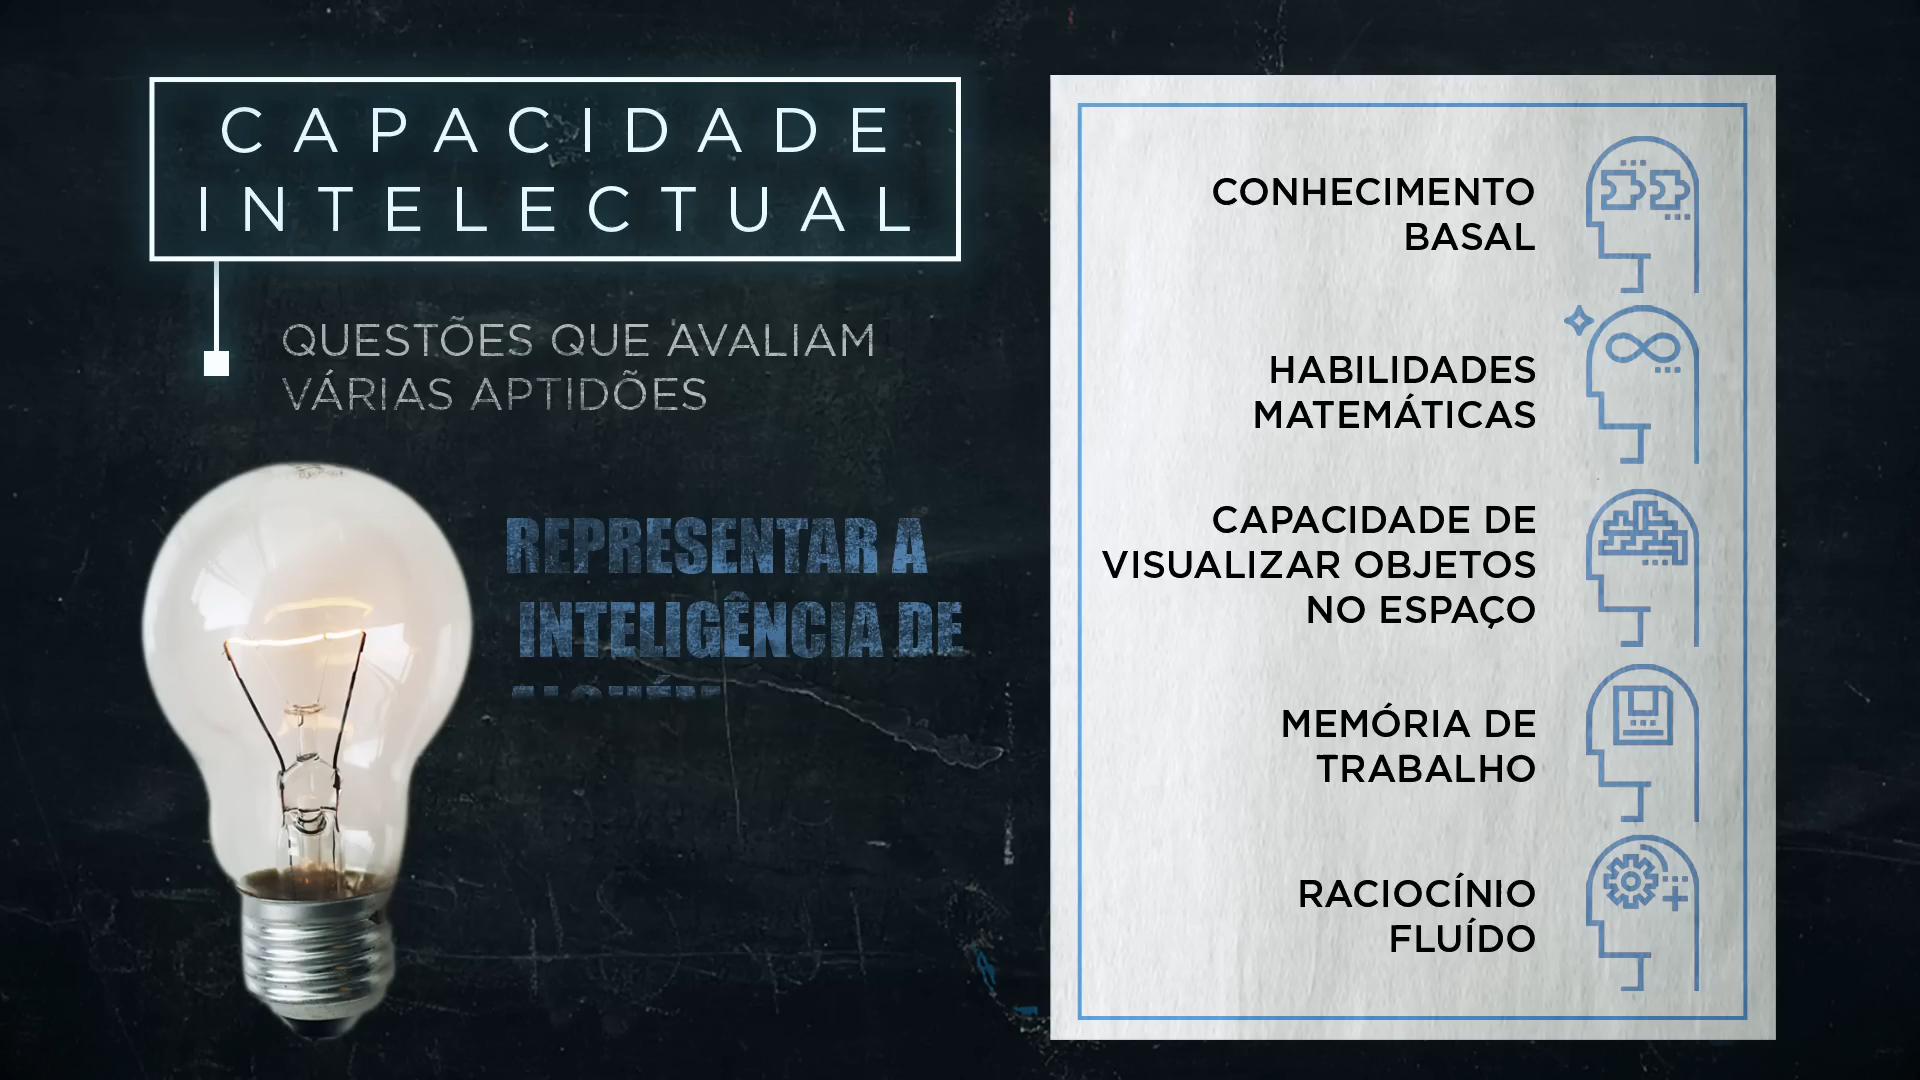 CAPACIDADE
INTELECTUAL
QUESTÕES QUE AVALIAM
VÁRIAS APTIDÕES
REPRESENTAR A
INTELIGÊNCIA DE
CONHECIMENTO
BASAL
HABILIDADES
MATEMÁTICAS
CAPACIDADE DE
VISUALIZAR OBJETOS
NO ESPAÇO
MEMÓRIA DE
TRABALHO
RACIOCÍNIO
FLUÍDO